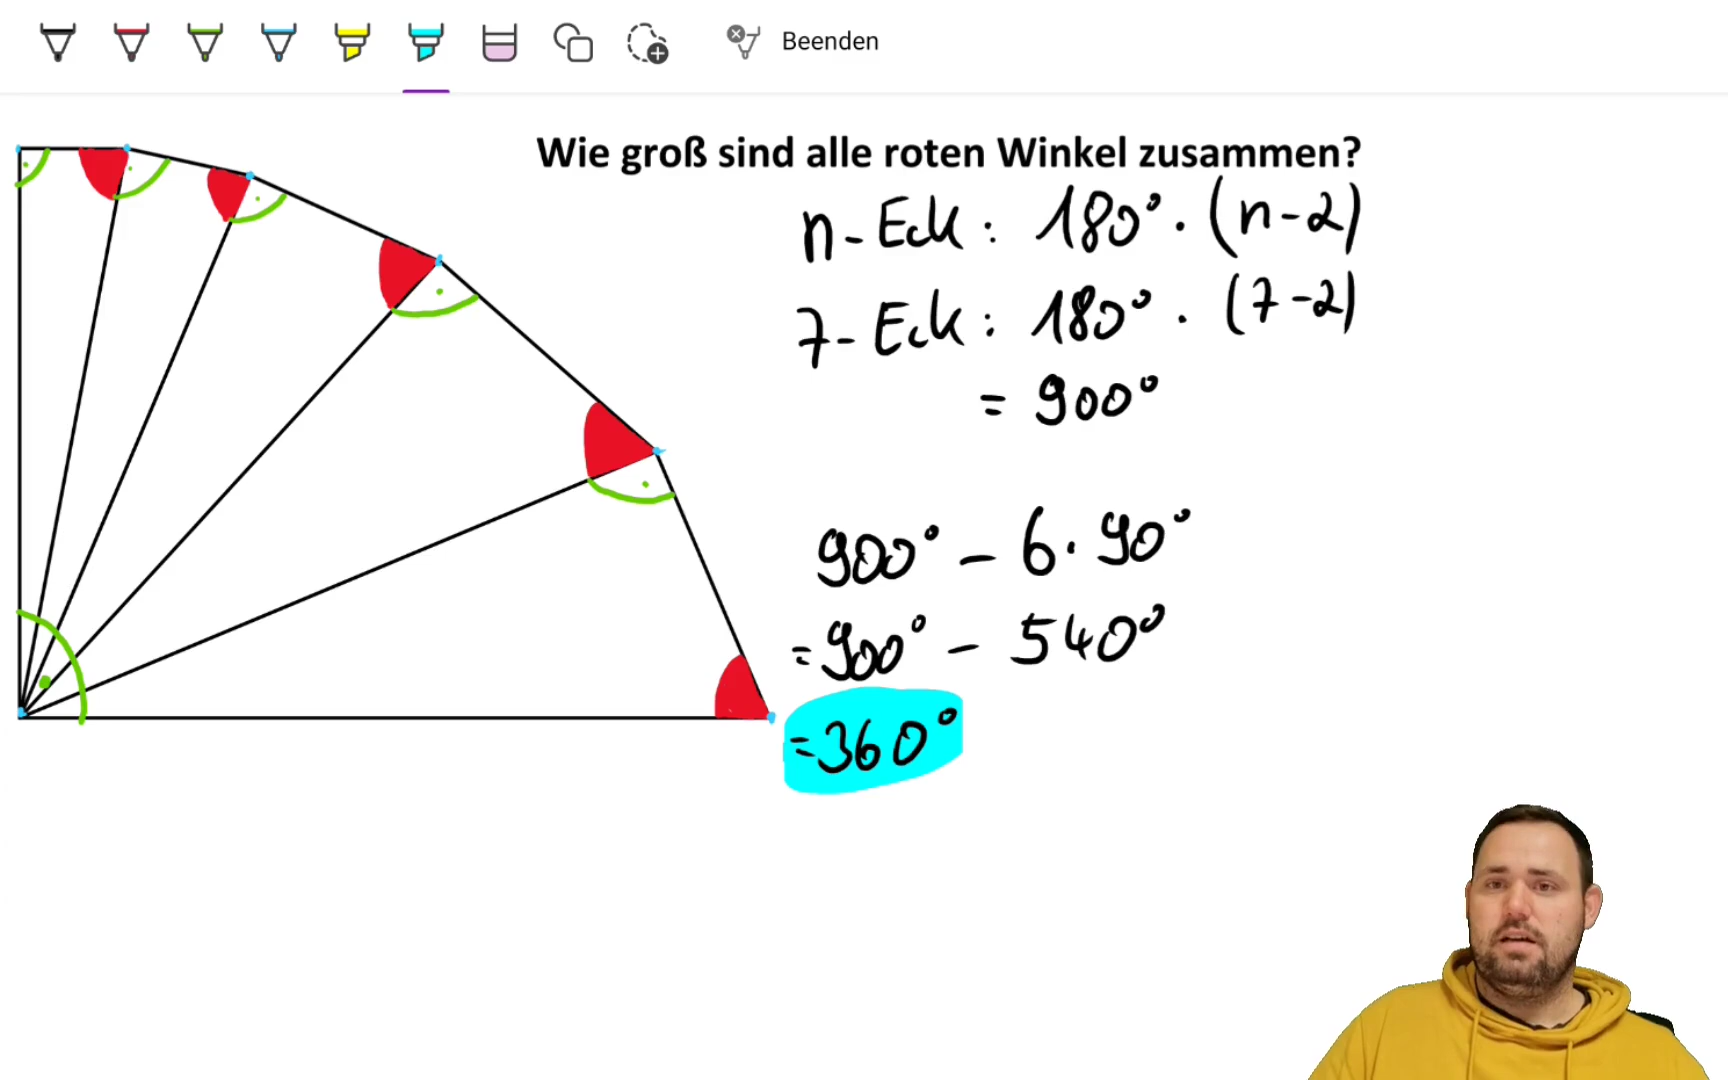 Beenden
Wie groß sind alle roten Winkel zusammen?
n-Eck: 180° · (n-2)
7-Eck: 180° · (7-2)
= 900°
900° - 6 · 90°
= 900° - 540°
= 360°